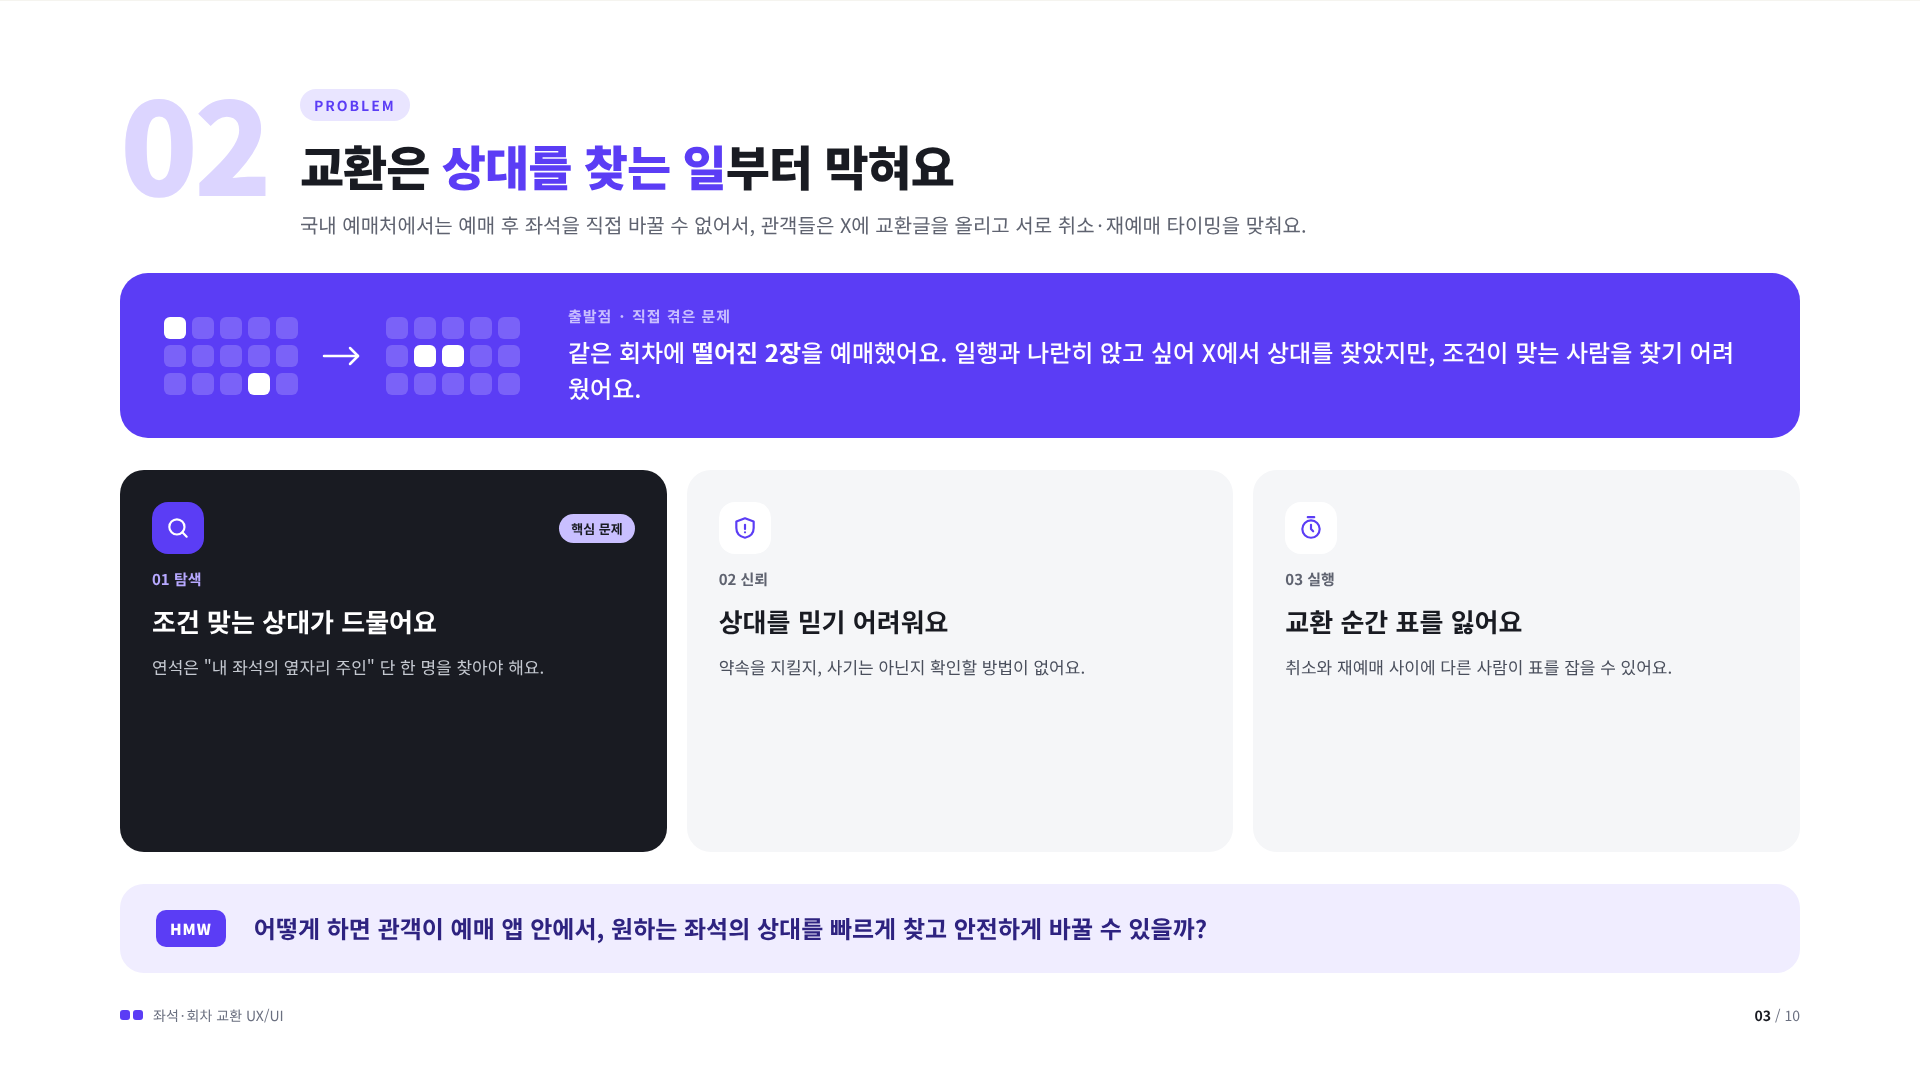 02
PROBLEM
교환은 상대를 찾는 일부터 막혀요
국내 예매처에서는 예매 후 좌석을 직접 바꿀 수 없어서, 관객들은 X에 교환글을 올리고 서로 취소·재예매 타이밍을 맞춰요.
출발점 · 직접 겪은 문제
같은 회차에 떨어진 2장을 예매했어요. 일행과 나란히 앉고 싶어 X에서 상대를 찾았지만, 조건이 맞는 사람을 찾기 어려
웠어요.
핵심 문제
01 탐색
조건 맞는 상대가 드물어요
연석은 "내 좌석의 옆자리 주인" 단 한 명을 찾아야 해요.
02 신뢰
상대를 믿기 어려워요
약속을 지킬지, 사기는 아닌지 확인할 방법이 없어요.
03 실행
교환 순간 표를 잃어요
취소와 재예매 사이에 다른 사람이 표를 잡을 수 있어요.
HMW
어떻게 하면 관객이 예매 앱 안에서, 원하는 좌석의 상대를 빠르게 찾고 안전하게 바꿀 수 있을까?
좌석·회차 교환 UX/UI
03 / 10